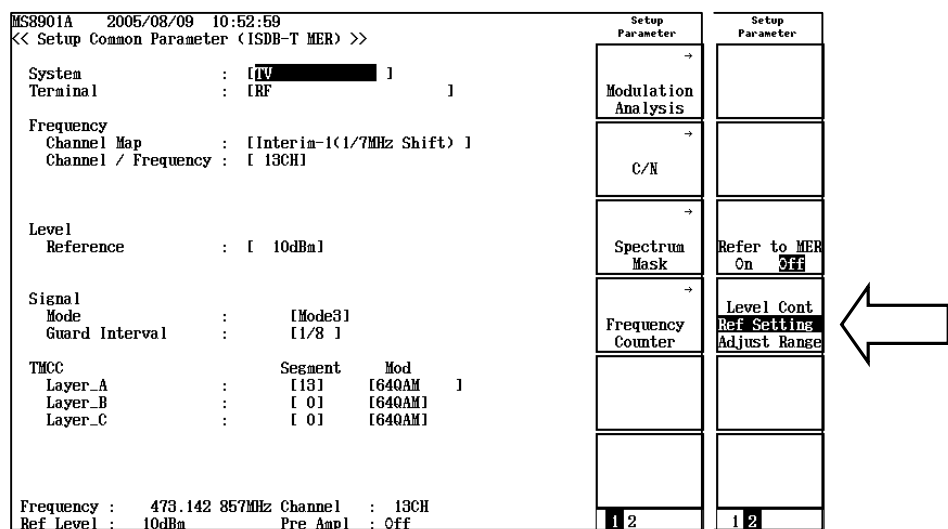 MS8901A 2005/08/09 10:52:59
<< Setup Common Parameter (ISDB-T MER) >>
System : [TV ]
Terminal : [RF ]
Frequency
Channel Map : [Interim-1(1/7MHz Shift) ]
Channel / Frequency : [ 13CH]
Level
Reference : [ 10dBm]
Signal
Mode : [Mode3]
Guard Interval : [1/8 ]
TMCC Segment Mod
Layer_A : [13] [64QAM ]
Layer_B : [ 0] [64QAM]
Layer_C : [ 0] [64QAM]
Frequency : 473.142 857MHz Channel : 13CH
Ref Level : 10dBm Pre Ampl : Off
Setup
Parameter
→
Modulation
Analysis
→
C/N
→
Spectrum
Mask
→
Frequency
Counter
1 2
Setup
Parameter
Refer to MER
On Off
Level Cont
Ref Setting
Adjust Range
1 2